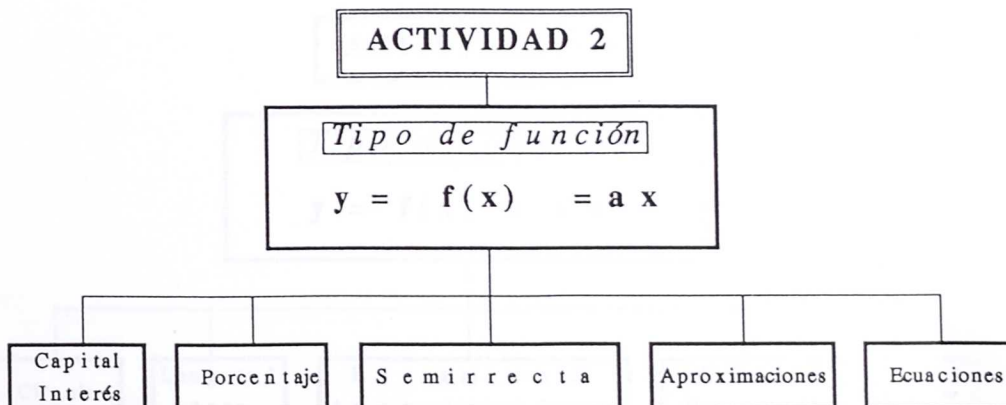 ACTIVIDAD 2
Tipo de función
y = f(x) = a x
Capital
Interés
Porcentaje
Semirrecta
Aproximaciones
Ecuaciones